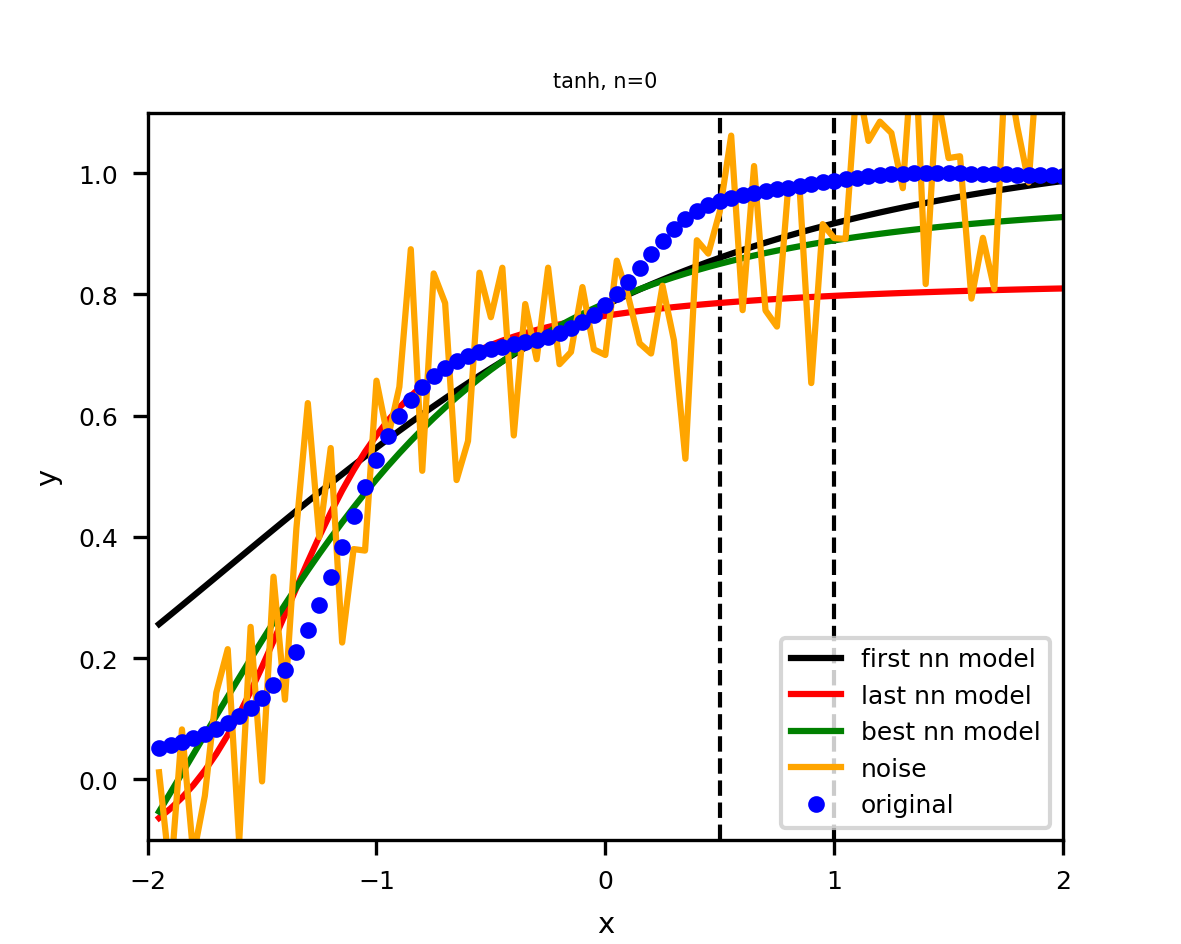 tanh, n=0
1.0
0.8
0.6
0.4
0.2
0.0
y
−2
−1
0
1
2
x
first nn model
last nn model
best nn model
noise
original